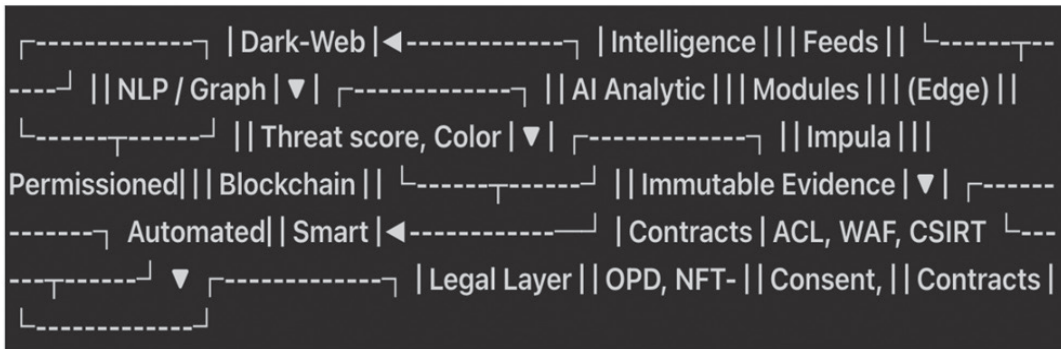 ┌-------------┐ | Dark-Web |◀-------------┐ | Intelligence | | | Feeds | | └------┬--
----┘ | | NLP / Graph | ▼ | ┌-------------┐ | | AI Analytic | | | Modules | | | (Edge) | |
└------┬------┘ | | Threat score, Color | ▼ | ┌------------┐ | | Impula | | |
Permissioned| | | Blockchain | | └------┬------┘ | | Immutable Evidence | ▼ | ┌------
-------┐ Automated| | Smart |◀------------─┘ | Contracts | ACL, WAF, CSIRT └---
---┬------┘ ▼ ┌-------------┐ | Legal Layer | | OPD, NFT- | | Consent, | | Contracts |
└-------------┘